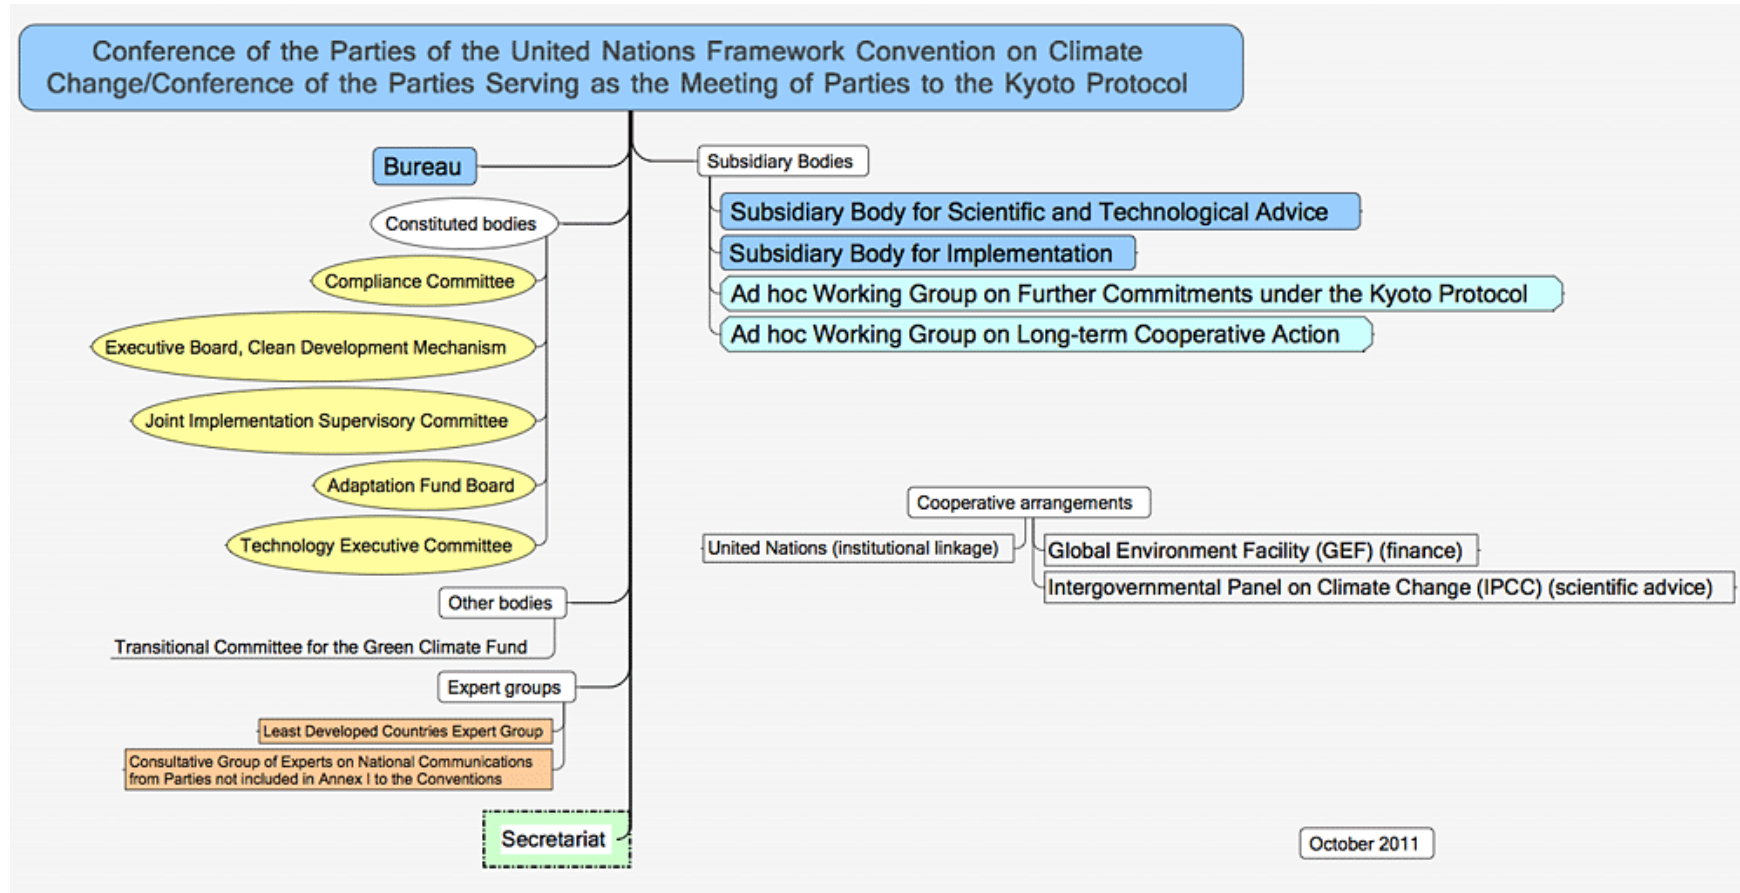 Conference of the Parties of the United Nations Framework Convention on Climate
Change/Conference of the Parties Serving as the Meeting of Parties to the Kyoto Protocol
Bureau
Constituted bodies
Compliance Committee
Executive Board, Clean Development Mechanism
Joint Implementation Supervisory Committee
Adaptation Fund Board
Technology Executive Committee
Other bodies
Transitional Committee for the Green Climate Fund
Expert groups
Least Developed Countries Expert Group
Consultative Group of Experts on National Communications
from Parties not included in Annex I to the Conventions
Secretariat
Subsidiary Bodies
Subsidiary Body for Scientific and Technological Advice
Subsidiary Body for Implementation
Ad hoc Working Group on Further Commitments under the Kyoto Protocol
Ad hoc Working Group on Long-term Cooperative Action
Cooperative arrangements
United Nations (institutional linkage)
Global Environment Facility (GEF) (finance)
Intergovernmental Panel on Climate Change (IPCC) (scientific advice)
October 2011